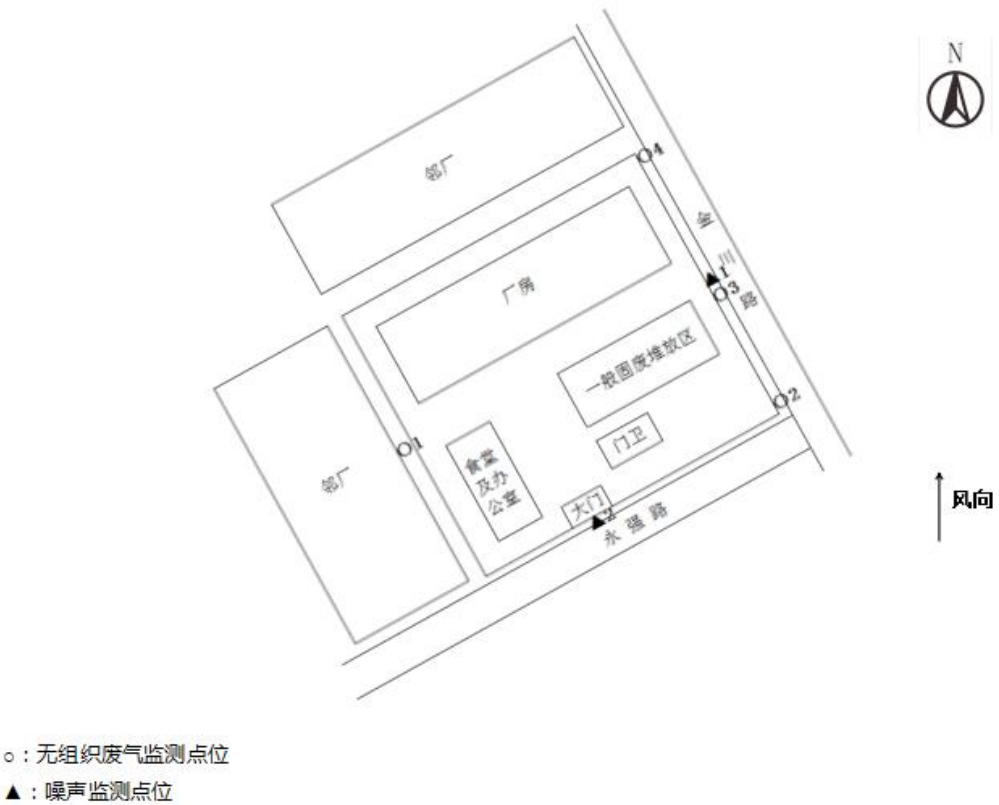 N
邻厂
4
金川路
厂房
1
3
一般固废堆放区
2
门卫
1
邻厂
食堂
及办
公室
大门
2
永强路
风向
○：无组织废气监测点位
▲：噪声监测点位